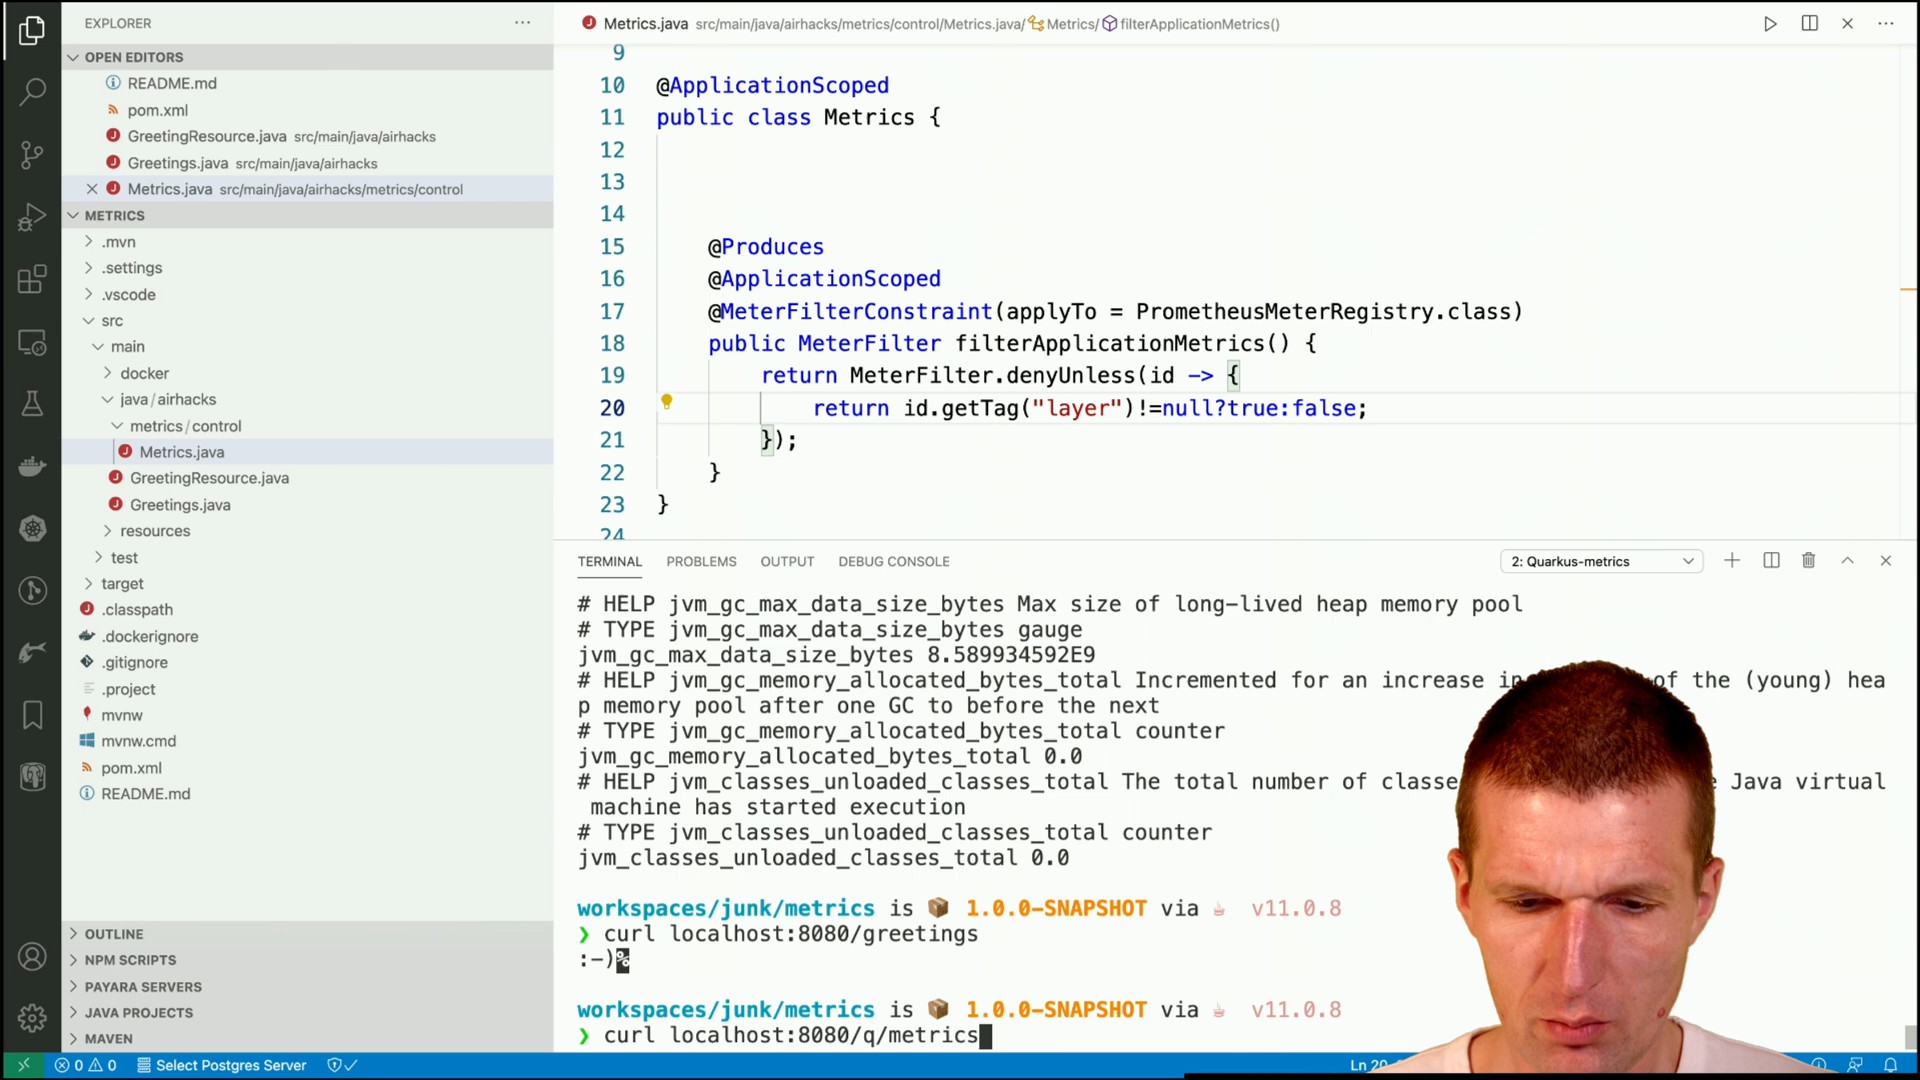 EXPLORER
OPEN EDITORS
README.md
pom.xml
GreetingResource.java src/main/java/airhacks
Greetings.java src/main/java/airhacks
Metrics.java src/main/java/airhacks/metrics/control
METRICS
.mvn
.settings
.vscode
src
main
docker
java / airhacks
metrics / control
Metrics.java
GreetingResource.java
Greetings.java
resources
test
target
.classpath
.dockerignore
.gitignore
.project
mvnw
mvnw.cmd
pom.xml
README.md
OUTLINE
NPM SCRIPTS
PAYARA SERVERS
JAVA PROJECTS
MAVEN
Metrics.java src/main/java/airhacks/metrics/control/Metrics.java/ Metrics/ filterApplicationMetrics()
9
10 @ApplicationScoped
11 public class Metrics {
12
13
14
15 @Produces
16 @ApplicationScoped
17 @MeterFilterConstraint(applyTo = PrometheusMeterRegistry.class)
18 public MeterFilter filterApplicationMetrics() {
19 return MeterFilter.denyUnless(id -> {
20 return id.getTag("layer")!=null?true:false;
21 });
22 }
23 }
24
TERMINAL PROBLEMS OUTPUT DEBUG CONSOLE 2: Quarkus-metrics
# HELP jvm_gc_max_data_size_bytes Max size of long-lived heap memory pool
# TYPE jvm_gc_max_data_size_bytes gauge
jvm_gc_max_data_size_bytes 8.589934592E9
# HELP jvm_gc_memory_allocated_bytes_total Incremented for an increase in of the (young) hea
p memory pool after one GC to before the next
# TYPE jvm_gc_memory_allocated_bytes_total counter
jvm_gc_memory_allocated_bytes_total 0.0
# HELP jvm_classes_unloaded_classes_total The total number of classe Java virtual
machine has started execution
# TYPE jvm_classes_unloaded_classes_total counter
jvm_classes_unloaded_classes_total 0.0
workspaces/junk/metrics is 📦 1.0.0-SNAPSHOT via ☕ v11.0.8
❯ curl localhost:8080/greetings
:-)%
workspaces/junk/metrics is 📦 1.0.0-SNAPSHOT via ☕ v11.0.8
❯ curl localhost:8080/q/metrics
0 0 Select Postgres Server Ln 20